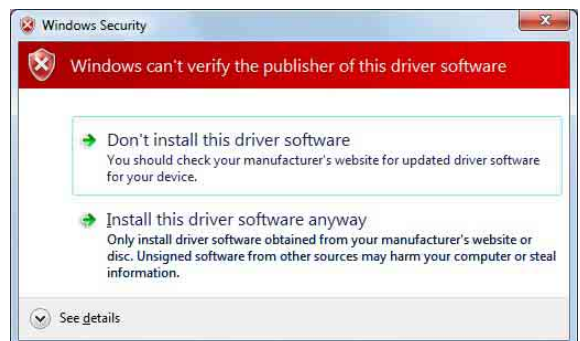 Windows Security
Windows can't verify the publisher of this driver software
Don't install this driver software
You should check your manufacturer's website for updated driver software
for your device.
Install this driver software anyway
Only install driver software obtained from your manufacturer's website or
disc. Unsigned software from other sources may harm your computer or steal
information.
See details